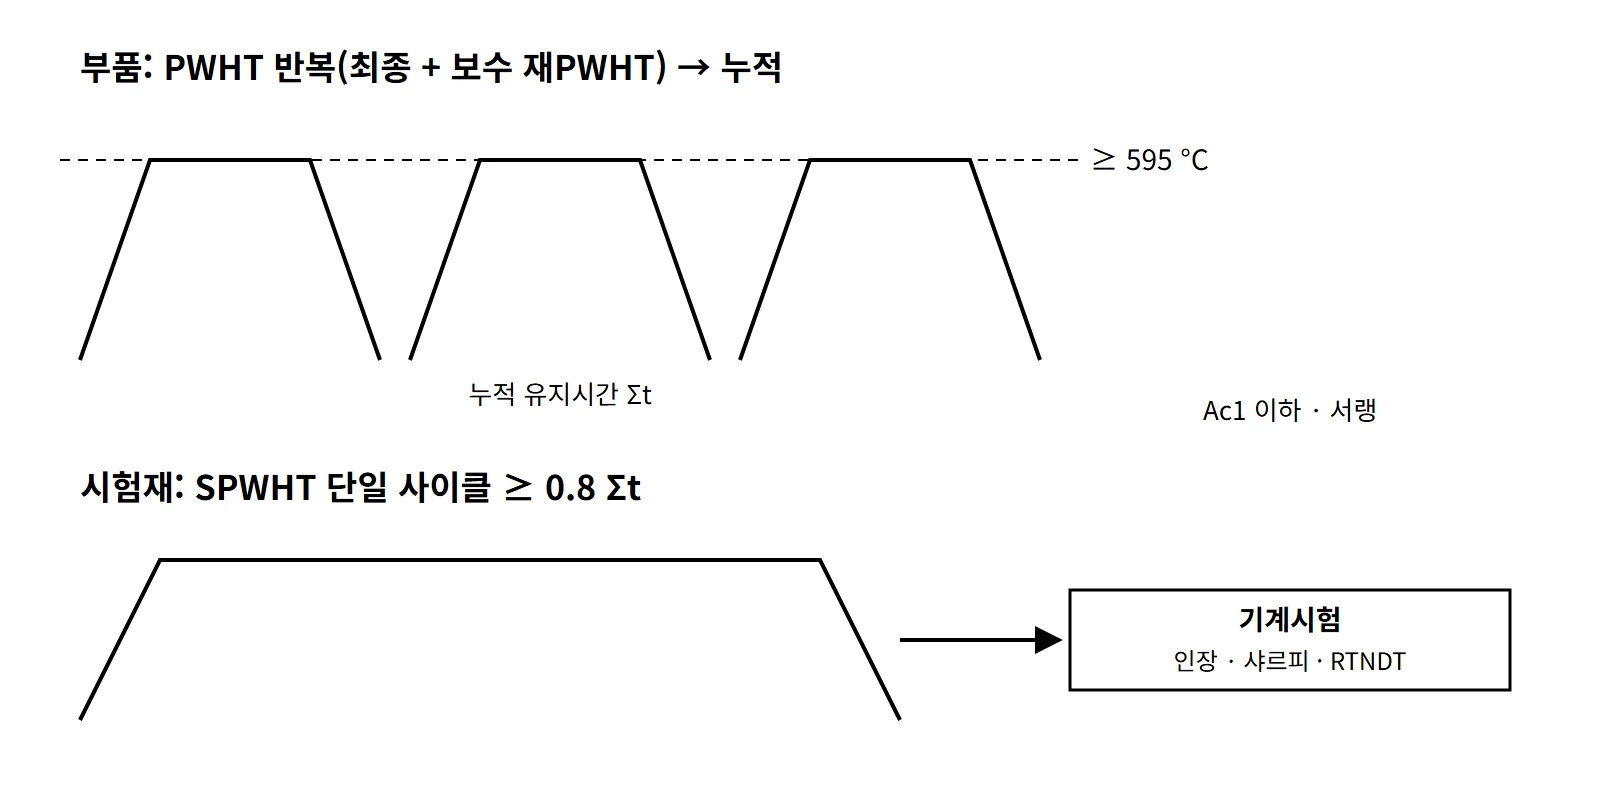 부품: PWHT 반복(최종 + 보수 재PWHT) → 누적
≥ 595 °C
누적 유지시간 Σt
Ac1 이하 · 서랭
시험재: SPWHT 단일 사이클 ≥ 0.8 Σt
기계시험
인장 · 샤르피 · RTNDT